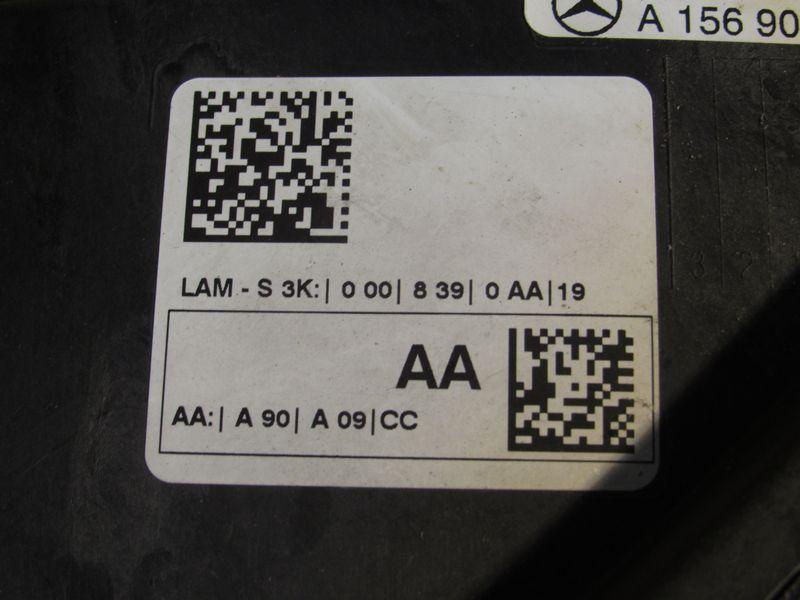 A 156 90
LAM - S 3K:| 0 00| 8 39| 0 AA|19
AA
AA:| A 90| A 09|CC